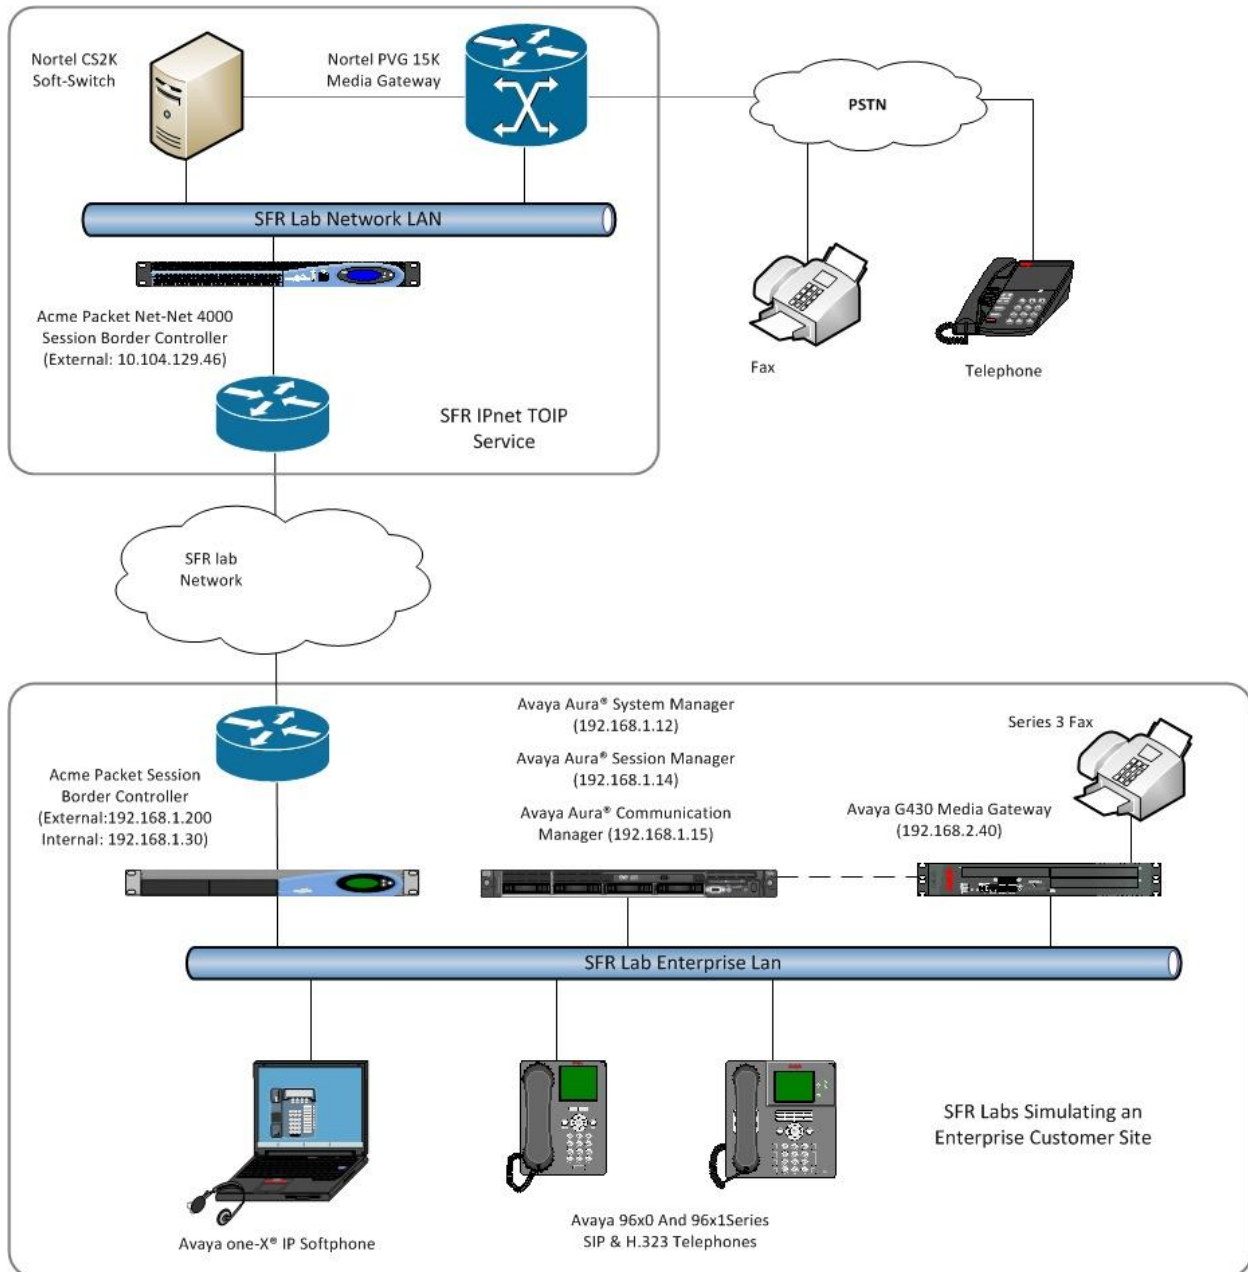 Nortel CS2K
Soft-Switch
Nortel PVG 15K
Media Gateway
PSTN
SFR Lab Network LAN
Acme Packet Net-Net 4000
Session Border Controller
(External: 10.104.129.46)
Fax
Telephone
SFR IPnet TOIP
Service
SFR lab
Network
Avaya Aura® System Manager
(192.168.1.12)
Avaya Aura® Session Manager
(192.168.1.14)
Avaya Aura® Communication
Manager (192.168.1.15)
Series 3 Fax
Acme Packet Session
Border Controller
(External:192.168.1.200
Internal: 192.168.1.30)
Avaya G430 Media Gateway
(192.168.2.40)
SFR Lab Enterprise Lan
SFR Labs Simulating an
Enterprise Customer Site
Avaya one-X® IP Softphone
Avaya 96x0 And 96x1Series
SIP & H.323 Telephones